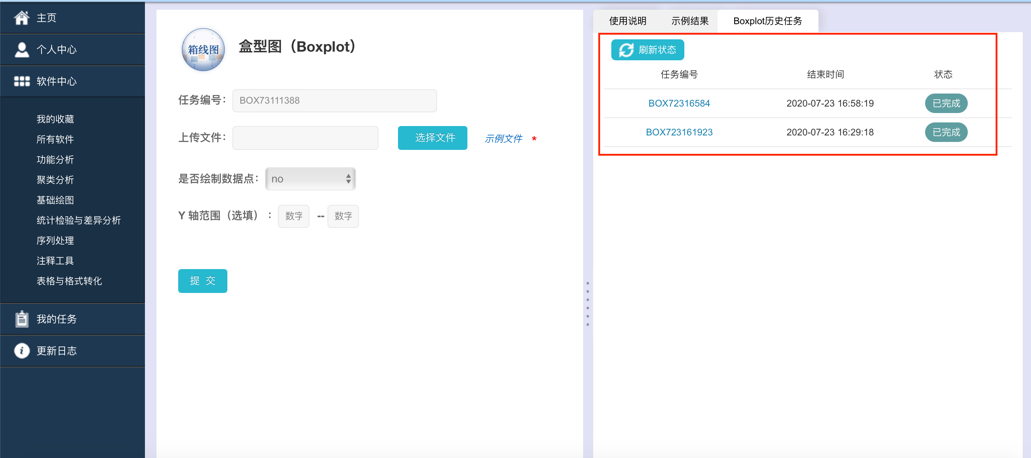 主页
个人中心
软件中心
我的收藏
所有软件
功能分析
聚类分析
基础绘图
统计检验与差异分析
序列处理
注释工具
表格与格式转化
我的任务
更新日志
箱线图
盒型图（Boxplot）
任务编号： BOX73111388
上传文件： 选择文件 示例文件 *
是否绘制数据点： no
Y 轴范围（选填） ： 数字 -- 数字
提 交
使用说明 示例结果 Boxplot历史任务
刷新状态
任务编号 结束时间 状态
BOX72316584 2020-07-23 16:58:19 已完成
BOX723161923 2020-07-23 16:29:18 已完成